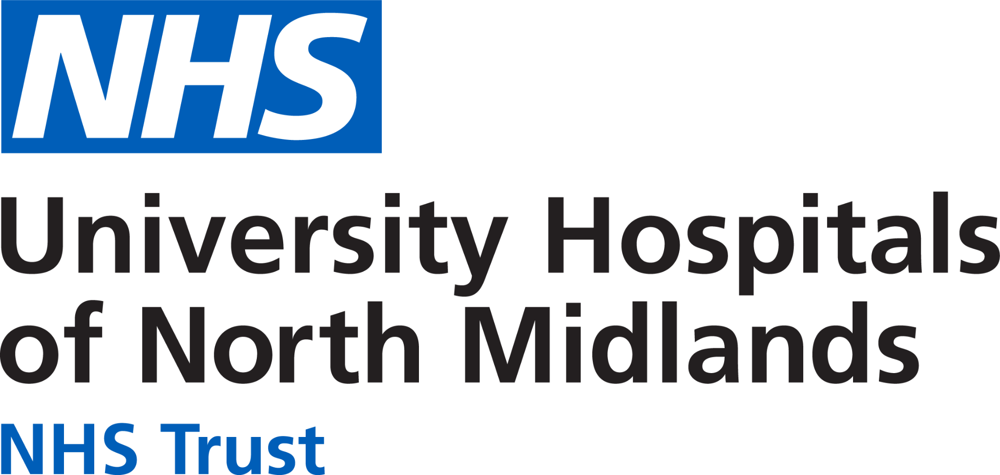 NHS
University Hospitals
of North Midlands
NHS Trust